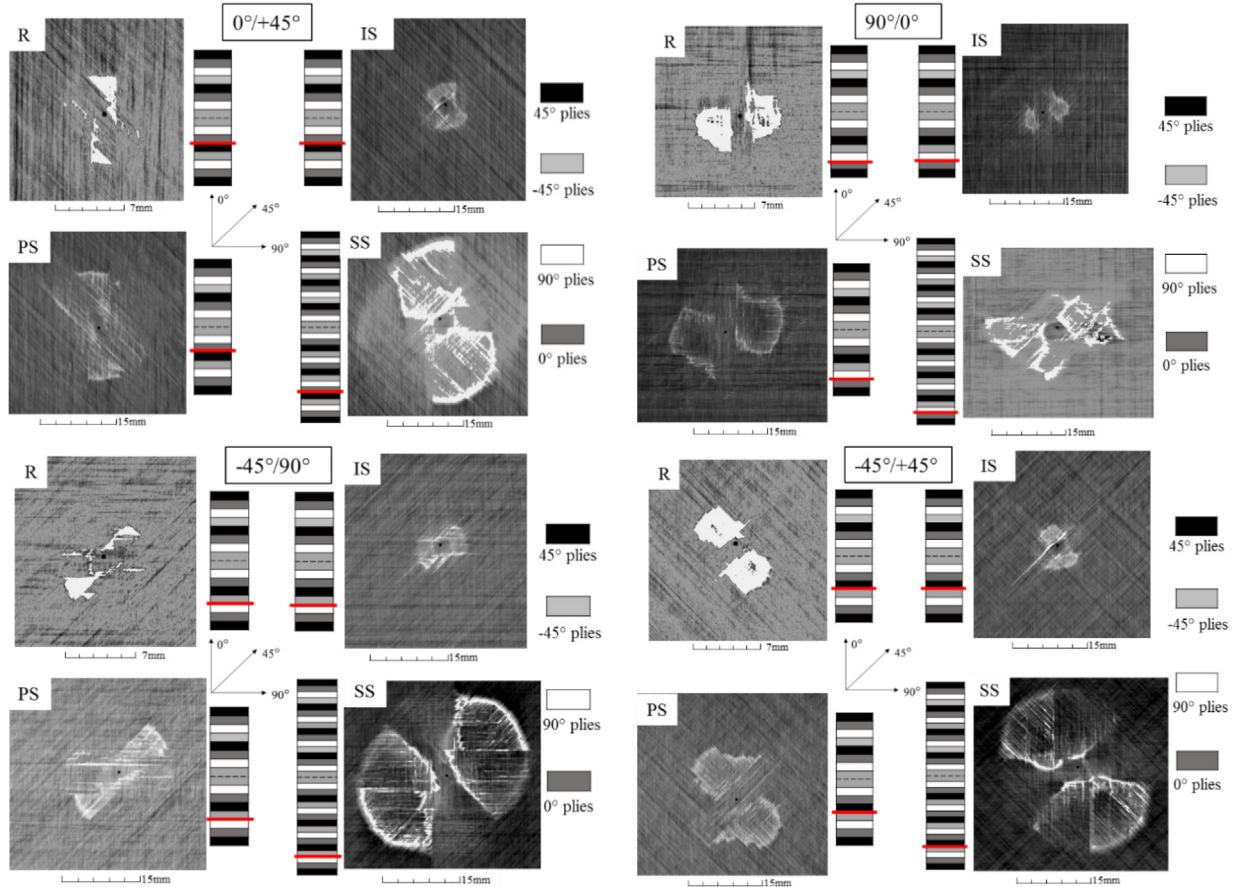 0°/+45°
R
IS
45° plies
-45° plies
7mm
0°
45°
90°
15mm
PS
SS
90° plies
0° plies
15mm
15mm
90°/0°
R
IS
45° plies
-45° plies
7mm
0°
45°
90°
15mm
PS
SS
90° plies
0° plies
15mm
15mm
-45°/90°
R
IS
45° plies
-45° plies
7mm
0°
45°
90°
15mm
PS
SS
90° plies
0° plies
15mm
15mm
-45°/+45°
R
IS
45° plies
-45° plies
7mm
0°
45°
90°
15mm
PS
SS
90° plies
0° plies
15mm
15mm